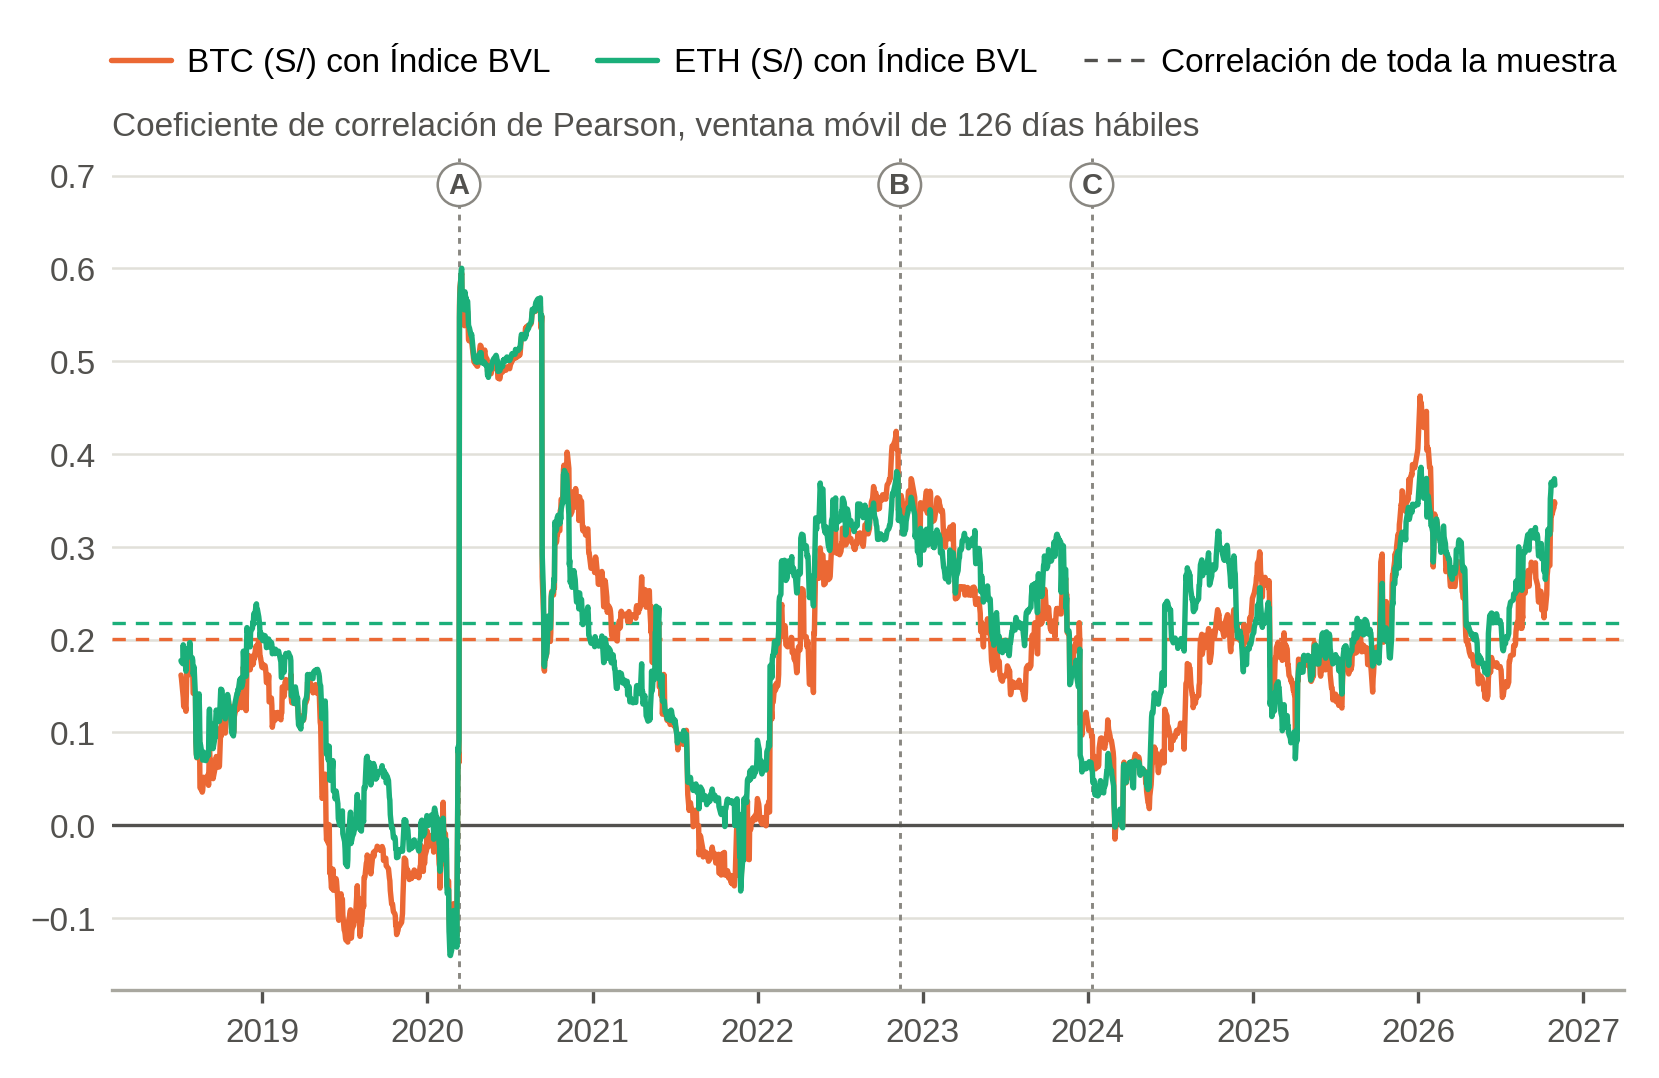 BTC (S/) con Índice BVL ETH (S/) con Índice BVL Correlación de toda la muestra
Coeficiente de correlación de Pearson, ventana móvil de 126 días hábiles
A B C
0.7
0.6
0.5
0.4
0.3
0.2
0.1
0.0
−0.1
2019 2020 2021 2022 2023 2024 2025 2026 2027